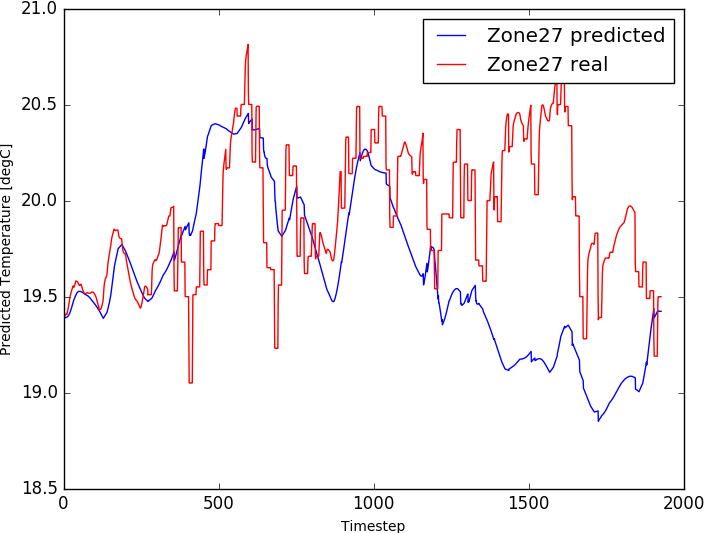 21.0
20.5
20.0
19.5
19.0
18.5
Predicted Temperature [degC]
Zone27 predicted
Zone27 real
0
500
1000
1500
2000
Timestep